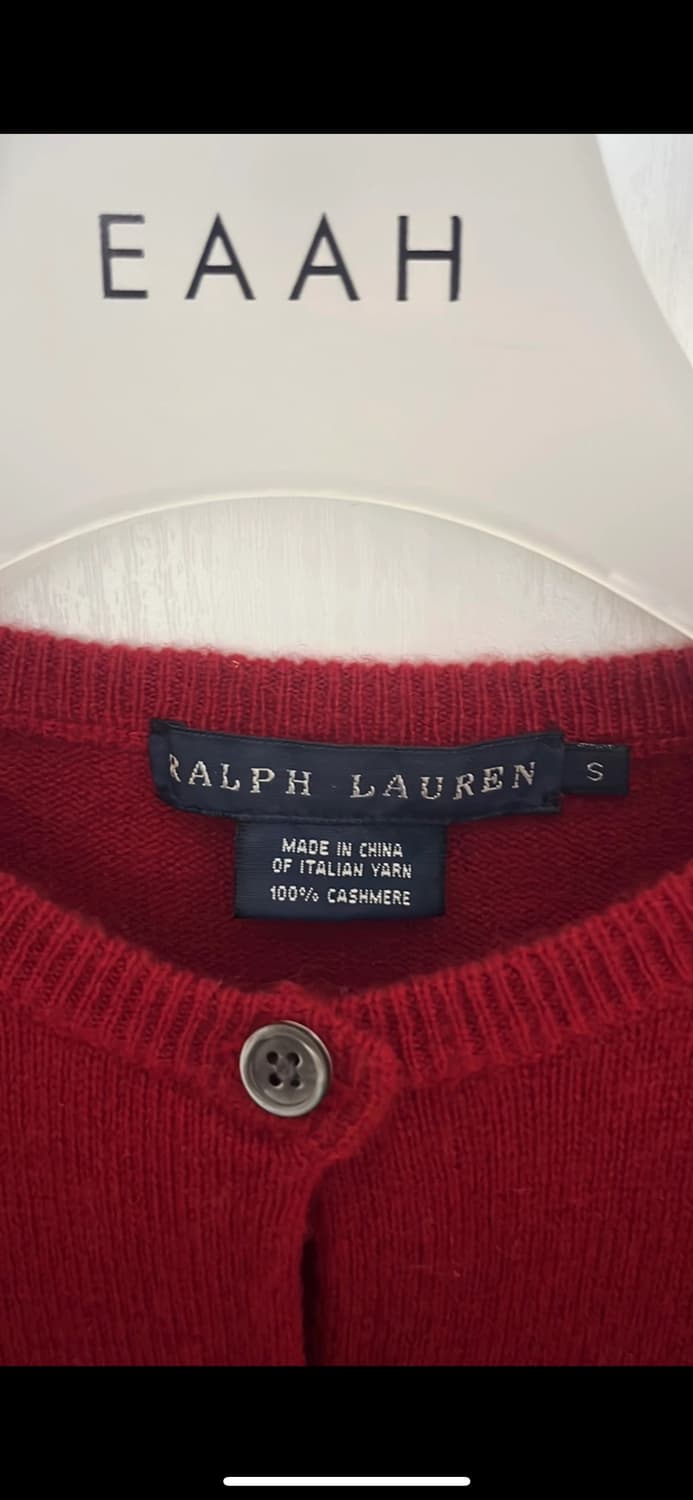 EAAH
RALPH LAUREN
S
MADE IN CHINA
OF ITALIAN YARN
100% CASHMERE